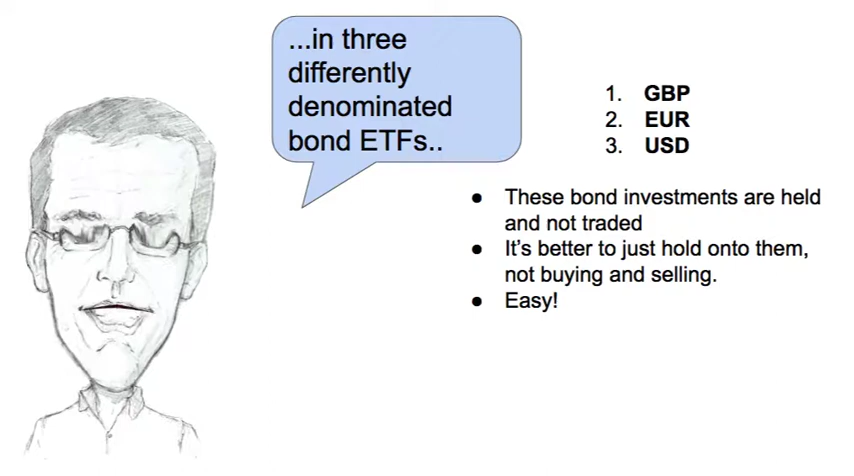 ...in three
differently
denominated
bond ETFs..
1. GBP
2. EUR
3. USD
● These bond investments are held
and not traded
● It's better to just hold onto them,
not buying and selling.
● Easy!